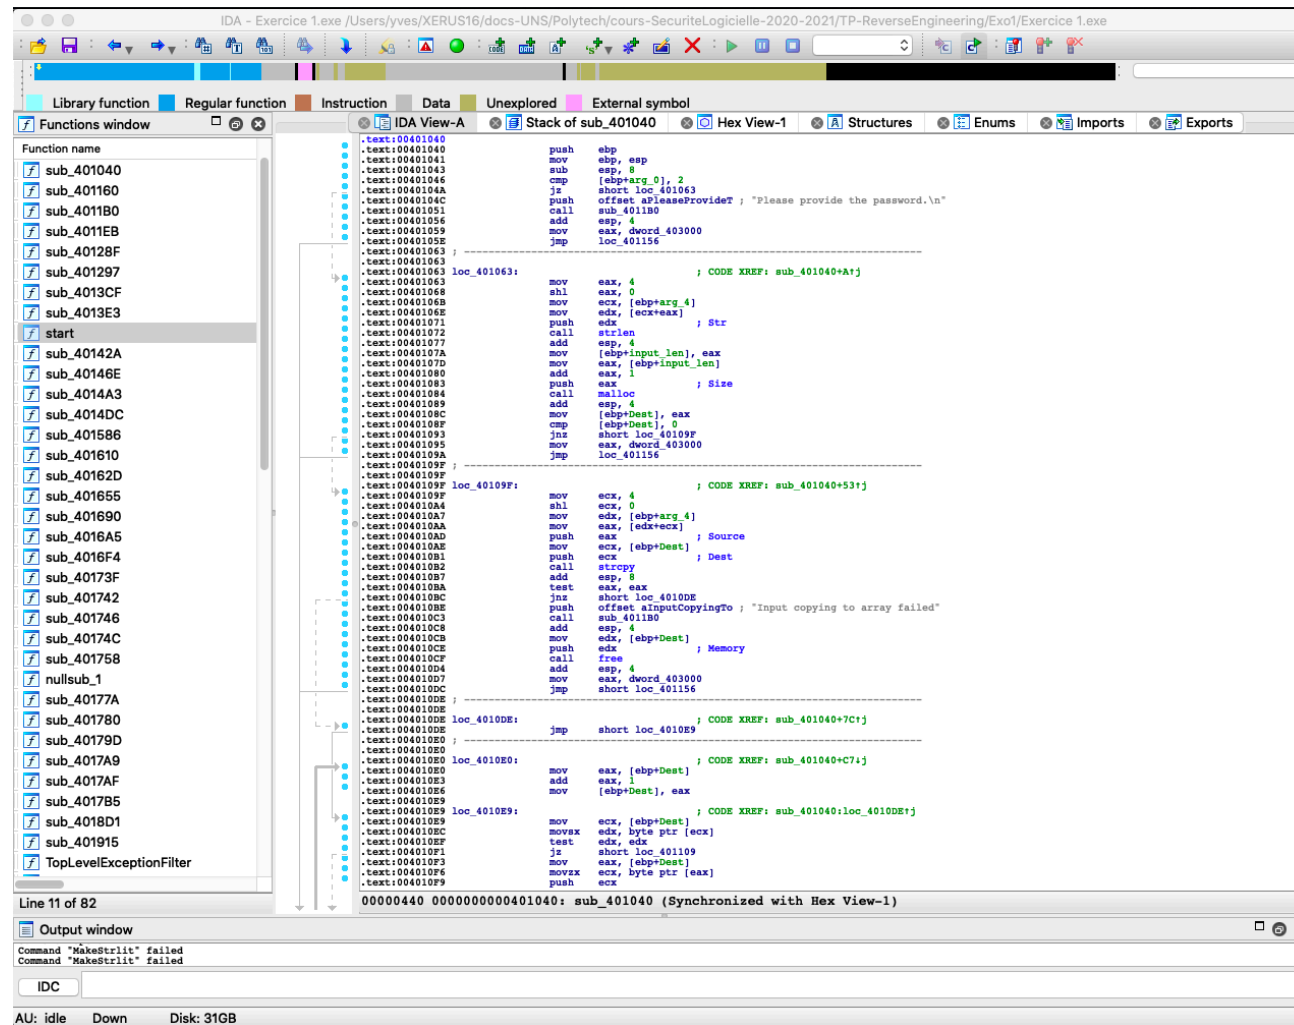 IDA - Exercice 1.exe /Users/yves/XERUS16/docs-UNS/Polytech/cours-SecuriteLogicielle-2020-2021/TP-ReverseEngineering/Exo1/Exercice 1.exe
Library function Regular function Instruction Data Unexplored External symbol
Functions window IDA View-A Stack of sub_401040 Hex View-1 Structures Enums Imports Exports
Function name
sub_401040
sub_401160
sub_4011B0
sub_4011EB
sub_40128F
sub_401297
sub_4013CF
sub_4013E3
start
sub_40142A
sub_40146E
sub_4014A3
sub_4014DC
sub_401586
sub_401610
sub_40162D
sub_401655
sub_401690
sub_4016A5
sub_4016F4
sub_40173F
sub_401742
sub_401746
sub_40174C
sub_401758
nullsub_1
sub_40177A
sub_401780
sub_40179D
sub_4017A9
sub_4017AF
sub_4017B5
sub_4018D1
sub_401915
TopLevelExceptionFilter
Line 11 of 82
.text:00401040
.text:00401040 push ebp
.text:00401041 mov ebp, esp
.text:00401043 sub esp, 8
.text:00401046 cmp [ebp+arg_0], 2
.text:0040104A jz short loc_401063
.text:0040104C push offset aPleaseProvideT ; "Please provide the password.\n"
.text:00401051 call sub_4011B0
.text:00401056 add esp, 4
.text:00401059 mov eax, dword_403000
.text:0040105E jmp loc_401156
.text:00401063 ; ---------------------------------------------------------------------------
.text:00401063
.text:00401063 loc_401063: ; CODE XREF: sub_401040+A↑j
.text:00401063 mov eax, 4
.text:00401068 shl eax, 0
.text:0040106B mov ecx, [ebp+arg_4]
.text:0040106E mov edx, [ecx+eax]
.text:00401071 push edx ; Str
.text:00401072 call strlen
.text:00401077 add esp, 4
.text:0040107A mov [ebp+input_len], eax
.text:0040107D mov eax, [ebp+input_len]
.text:00401080 add eax, 1
.text:00401083 push eax ; Size
.text:00401084 call malloc
.text:00401089 add esp, 4
.text:0040108C mov [ebp+Dest], eax
.text:0040108F cmp [ebp+Dest], 0
.text:00401093 jnz short loc_40109F
.text:00401095 mov eax, dword_403000
.text:0040109A jmp loc_401156
.text:0040109F ; ---------------------------------------------------------------------------
.text:0040109F
.text:0040109F loc_40109F: ; CODE XREF: sub_401040+53↑j
.text:0040109F mov ecx, 4
.text:004010A4 shl ecx, 0
.text:004010A7 mov edx, [ebp+arg_4]
.text:004010AA mov eax, [edx+ecx]
.text:004010AD push eax ; Source
.text:004010AE mov ecx, [ebp+Dest]
.text:004010B1 push ecx ; Dest
.text:004010B2 call strcpy
.text:004010B7 add esp, 8
.text:004010BA test eax, eax
.text:004010BC jnz short loc_4010DE
.text:004010BE push offset aInputCopyingTo ; "Input copying to array failed"
.text:004010C3 call sub_4011B0
.text:004010C8 add esp, 4
.text:004010CB mov edx, [ebp+Dest]
.text:004010CE push edx ; Memory
.text:004010CF call free
.text:004010D4 add esp, 4
.text:004010D7 mov eax, dword_403000
.text:004010DC jmp short loc_401156
.text:004010DE ; ---------------------------------------------------------------------------
.text:004010DE
.text:004010DE loc_4010DE: ; CODE XREF: sub_401040+7C↑j
.text:004010DE jmp short loc_4010E9
.text:004010E0 ; ---------------------------------------------------------------------------
.text:004010E0
.text:004010E0 loc_4010E0: ; CODE XREF: sub_401040+C7↓j
.text:004010E0 mov eax, [ebp+Dest]
.text:004010E3 add eax, 1
.text:004010E6 mov [ebp+Dest], eax
.text:004010E9
.text:004010E9 loc_4010E9: ; CODE XREF: sub_401040:loc_4010DE↑j
.text:004010E9 mov ecx, [ebp+Dest]
.text:004010EC movsx edx, byte ptr [ecx]
.text:004010EF test edx, edx
.text:004010F1 jz short loc_401109
.text:004010F3 mov eax, [ebp+Dest]
.text:004010F6 movzx ecx, byte ptr [eax]
.text:004010F9 push ecx
00000440 0000000000401040: sub_401040 (Synchronized with Hex View-1)
Output window
Command "MakeStrlit" failed
Command "MakeStrlit" failed
IDC
AU: idle Down Disk: 31GB